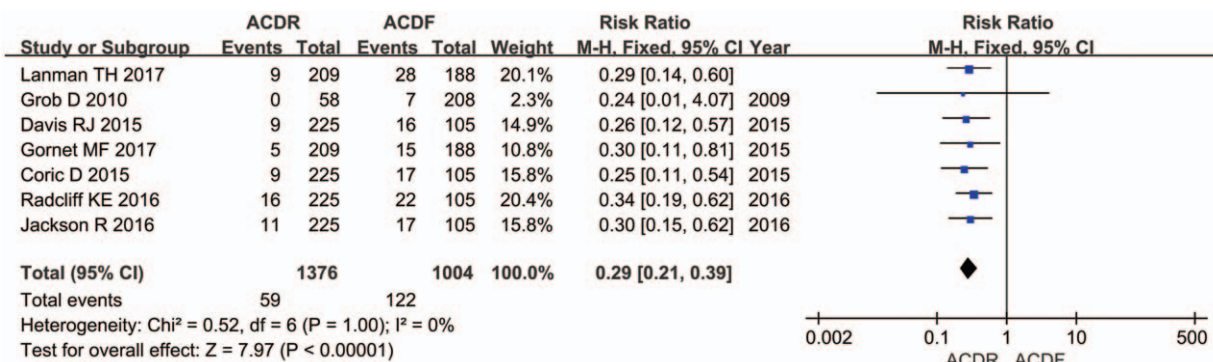 ACDR ACDF Risk Ratio Risk Ratio
Study or Subgroup Events Total Events Total Weight M-H, Fixed, 95% CI Year M-H, Fixed, 95% CI
Lanman TH 2017 9 209 28 188 20.1% 0.29 [0.14, 0.60]
Grob D 2010 0 58 7 208 2.3% 0.24 [0.01, 4.07] 2009
Davis RJ 2015 9 225 16 105 14.9% 0.26 [0.12, 0.57] 2015
Gornet MF 2017 5 209 15 188 10.8% 0.30 [0.11, 0.81] 2015
Coric D 2015 9 225 17 105 15.8% 0.25 [0.11, 0.54] 2015
Radcliff KE 2016 16 225 22 105 20.4% 0.34 [0.19, 0.62] 2016
Jackson R 2016 11 225 17 105 15.8% 0.30 [0.15, 0.62] 2016
Total (95% CI) 1376 1004 100.0% 0.29 [0.21, 0.39]
Total events 59 122
Heterogeneity: Chi² = 0.52, df = 6 (P = 1.00); I² = 0%
Test for overall effect: Z = 7.97 (P < 0.00001)
0.002 0.1 1 10 500
ACDR ACDF